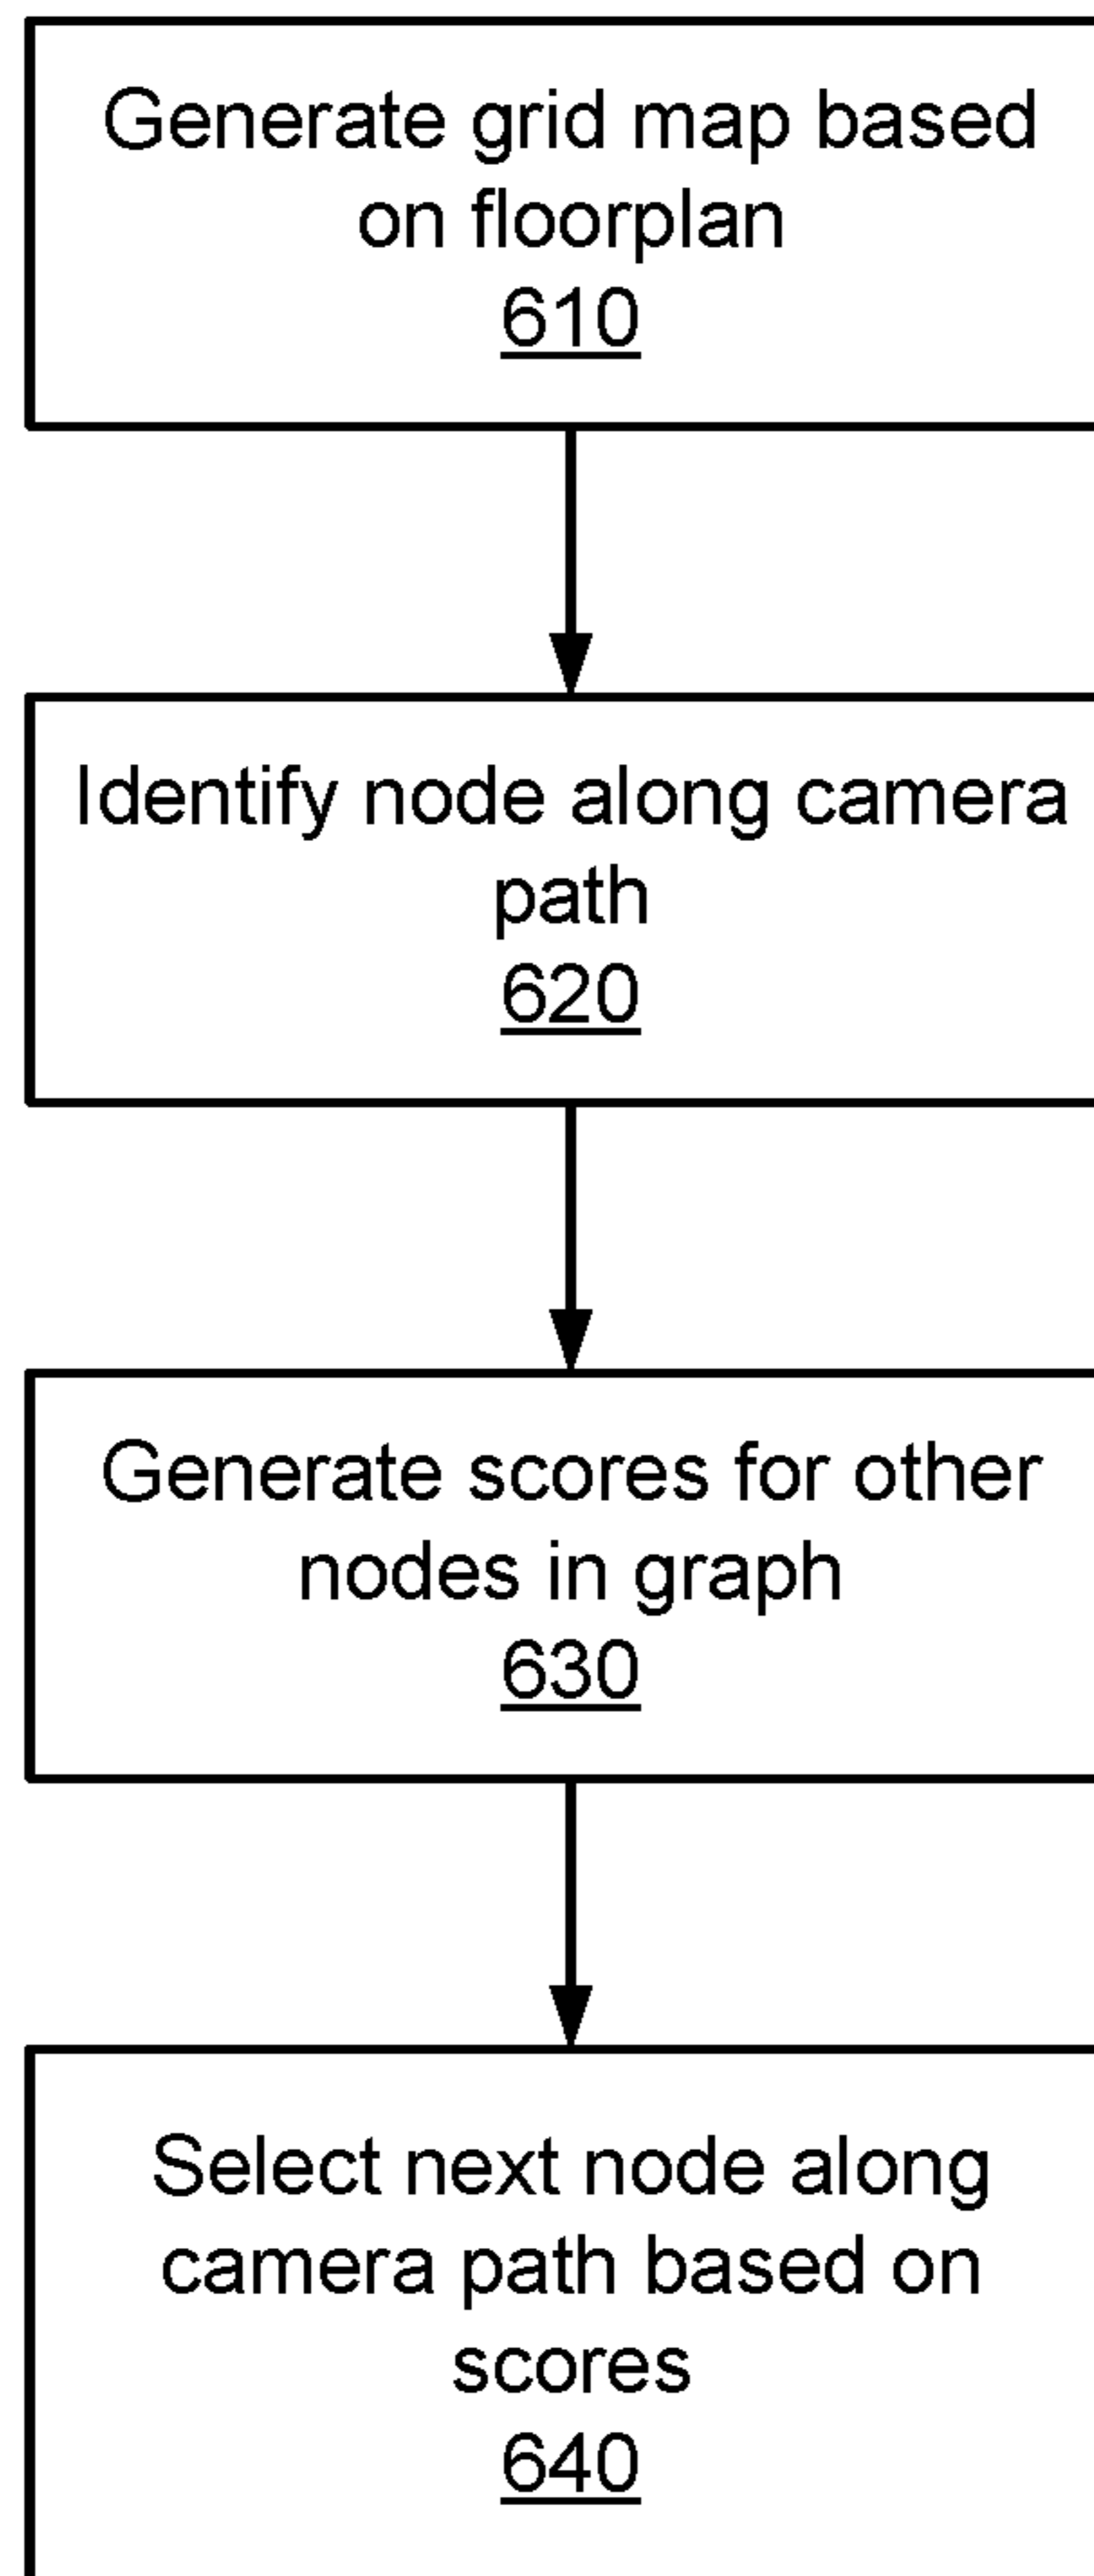 Generate grid map based
on floorplan
610
Identify node along camera
path
620
Generate scores for other
nodes in graph
630
Select next node along
camera path based on
scores
640